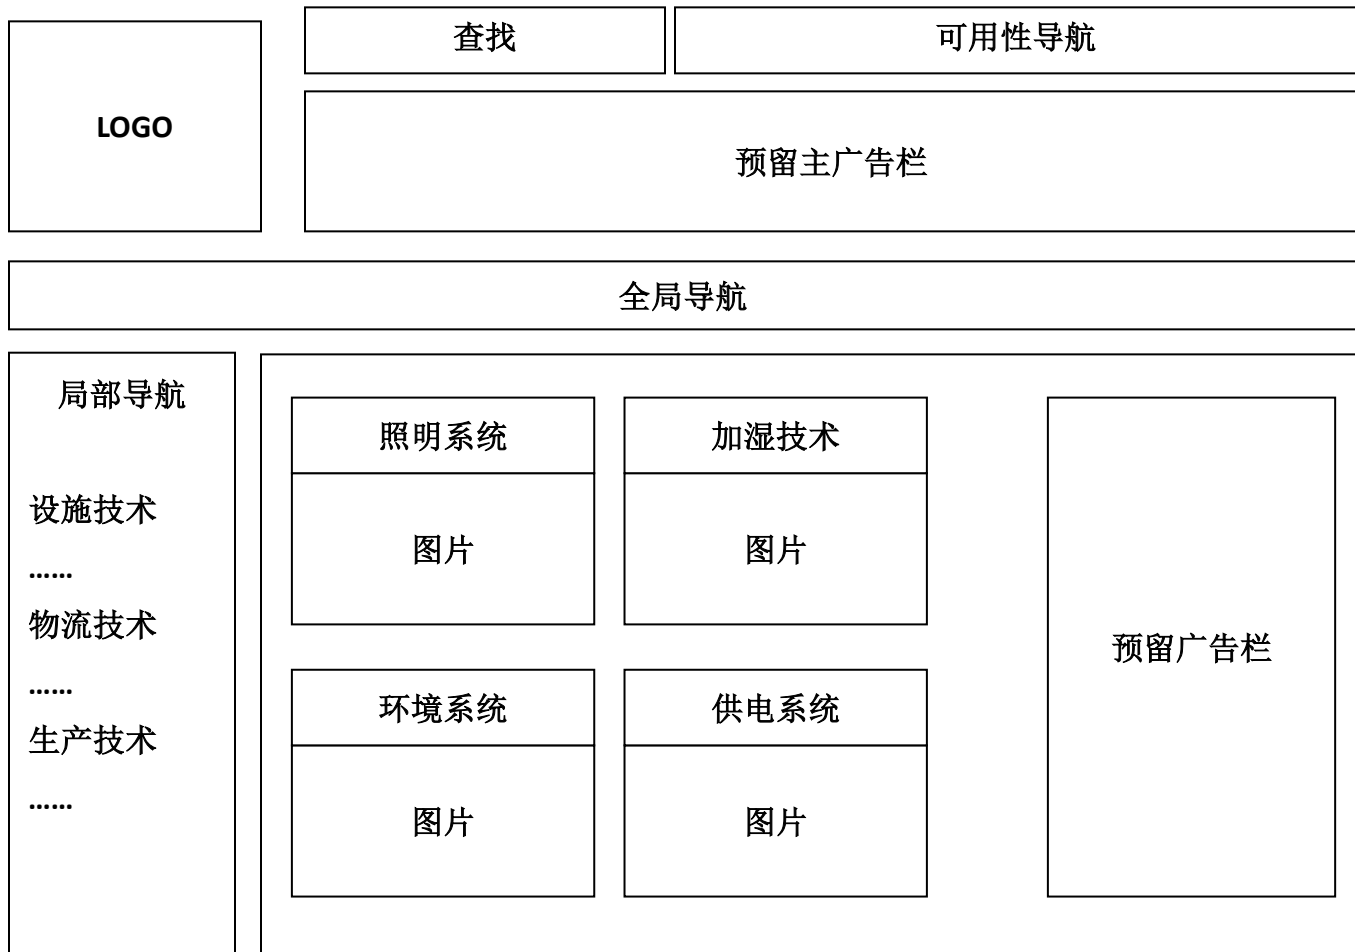 查找
可用性导航
LOGO
预留主广告栏
全局导航
局部导航
设施技术
……
物流技术
……
生产技术
……
照明系统
加湿技术
图片
图片
环境系统
供电系统
图片
图片
预留广告栏